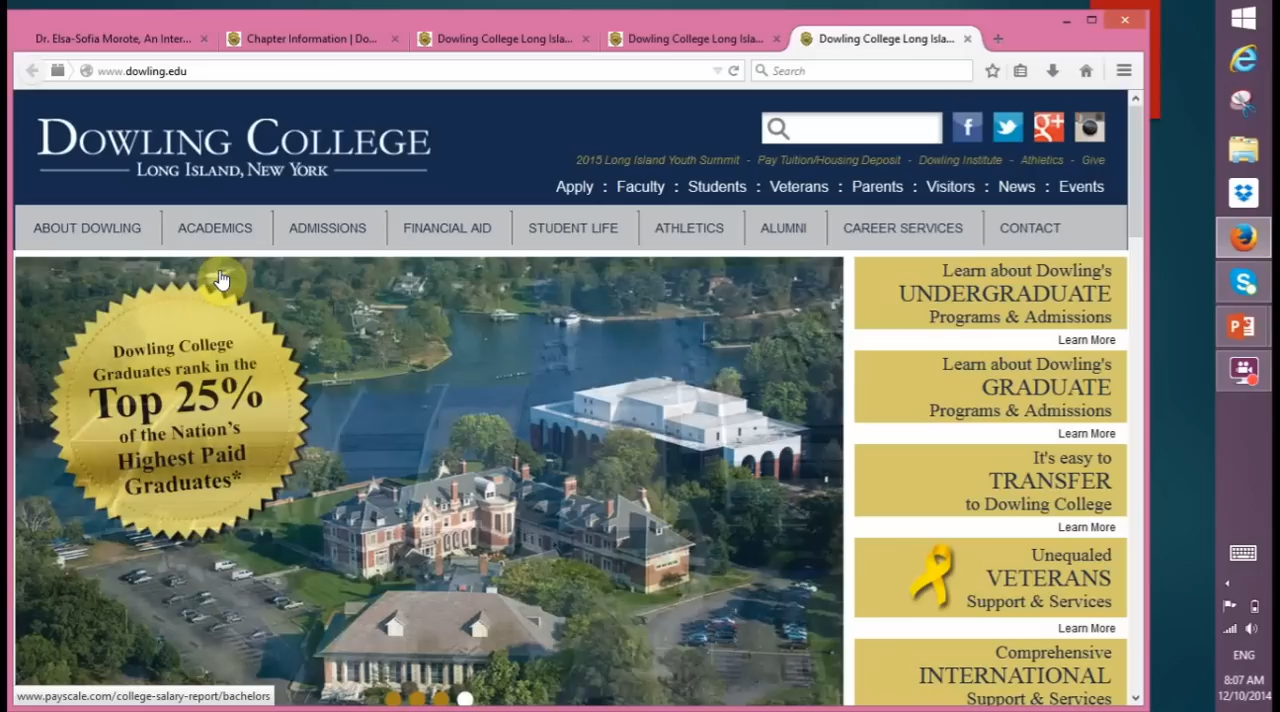 Dr. Elsa-Sofia Morote, An Inter...
Chapter Information | Do...
Dowling College Long Isla...
Dowling College Long Isla...
Dowling College Long Isla...
www.dowling.edu
Search
DOWLING COLLEGE
LONG ISLAND, NEW YORK
2015 Long Island Youth Summit - Pay Tuition/Housing Deposit - Dowling Institute - Athletics - Give
Apply : Faculty : Students : Veterans : Parents : Visitors : News : Events
ABOUT DOWLING
ACADEMICS
ADMISSIONS
FINANCIAL AID
STUDENT LIFE
ATHLETICS
ALUMNI
CAREER SERVICES
CONTACT
Dowling College
Graduates rank in the
Top 25%
of the Nation's
Highest Paid
Graduates*
Learn about Dowling's
UNDERGRADUATE
Programs & Admissions
Learn More
Learn about Dowling's
GRADUATE
Programs & Admissions
Learn More
It's easy to
TRANSFER
to Dowling College
Learn More
Unequaled
VETERANS
Support & Services
Learn More
Comprehensive
INTERNATIONAL
Support & Services
www.payscale.com/college-salary-report/bachelors
ENG
8:07 AM
12/10/2014